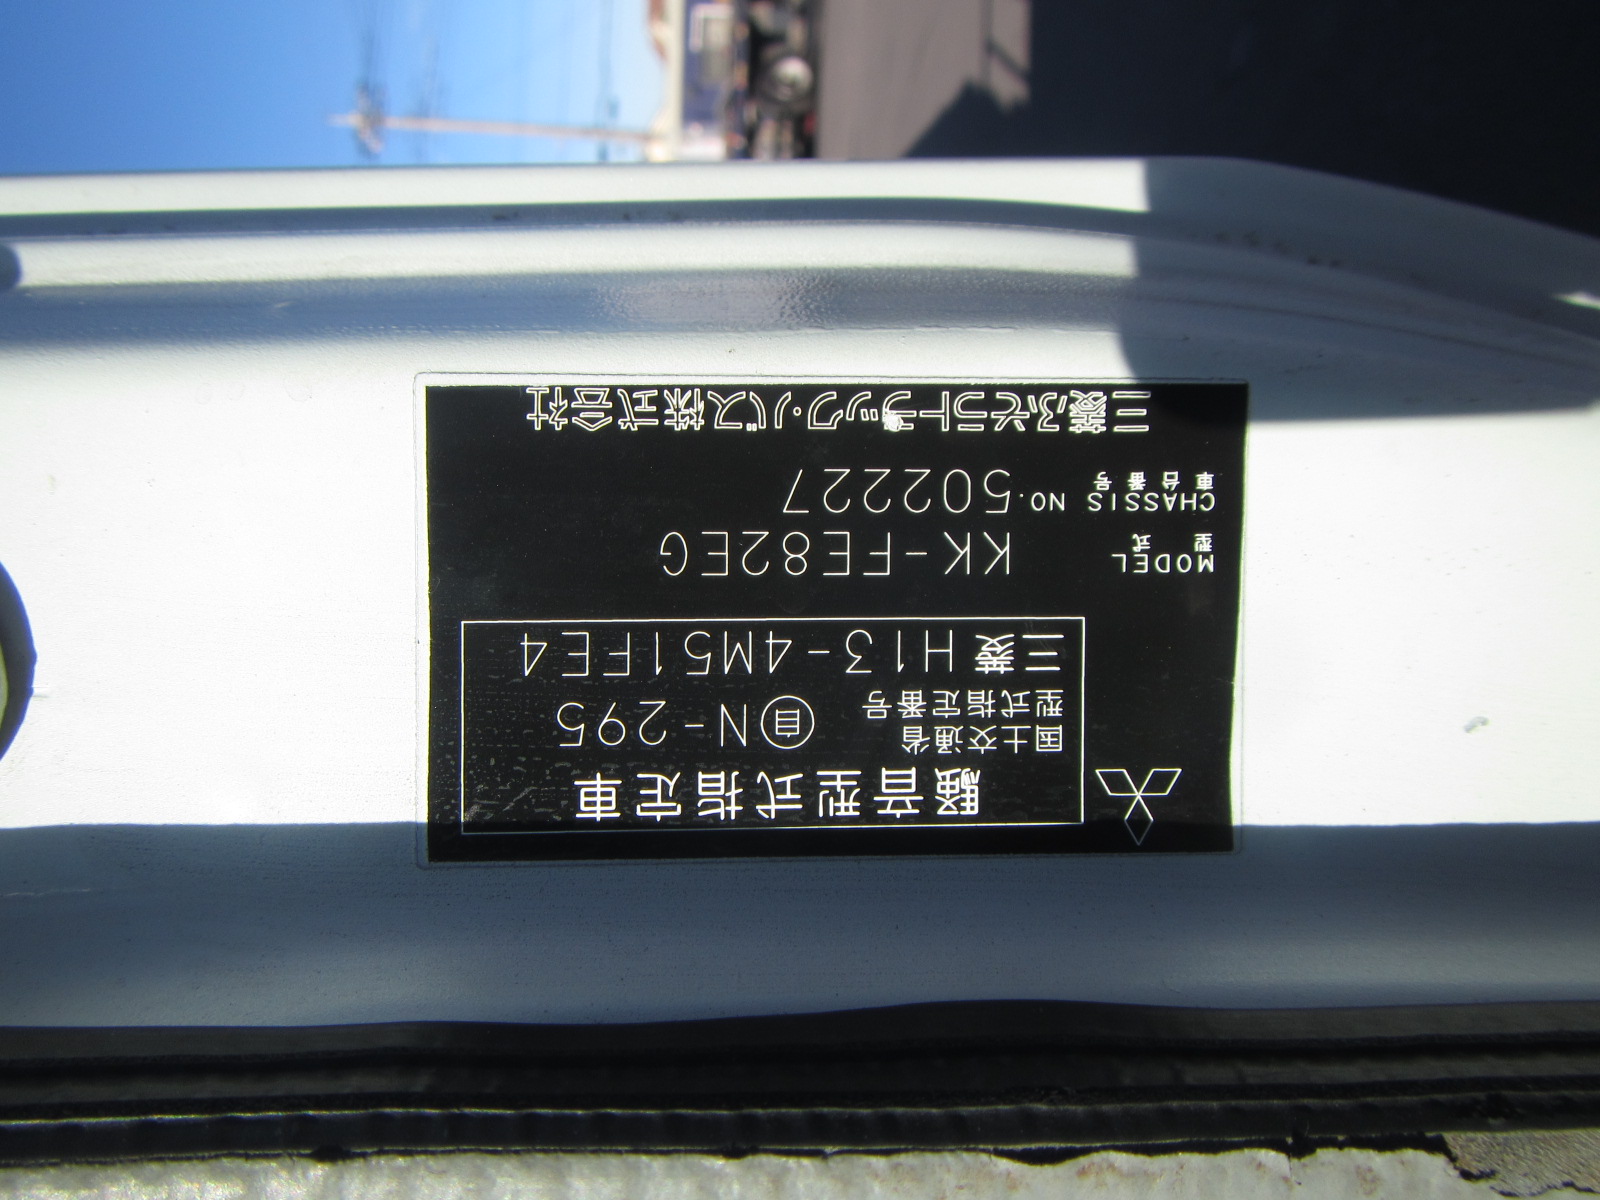 騒音型式指定車
国土交通省
型式指定番号 自N-295
三菱 H13-4M51FE4
MODEL
型式 KK-FE82EG
CHASSIS NO. 502227
車台番号
三菱ふそうトラック・バス株式会社